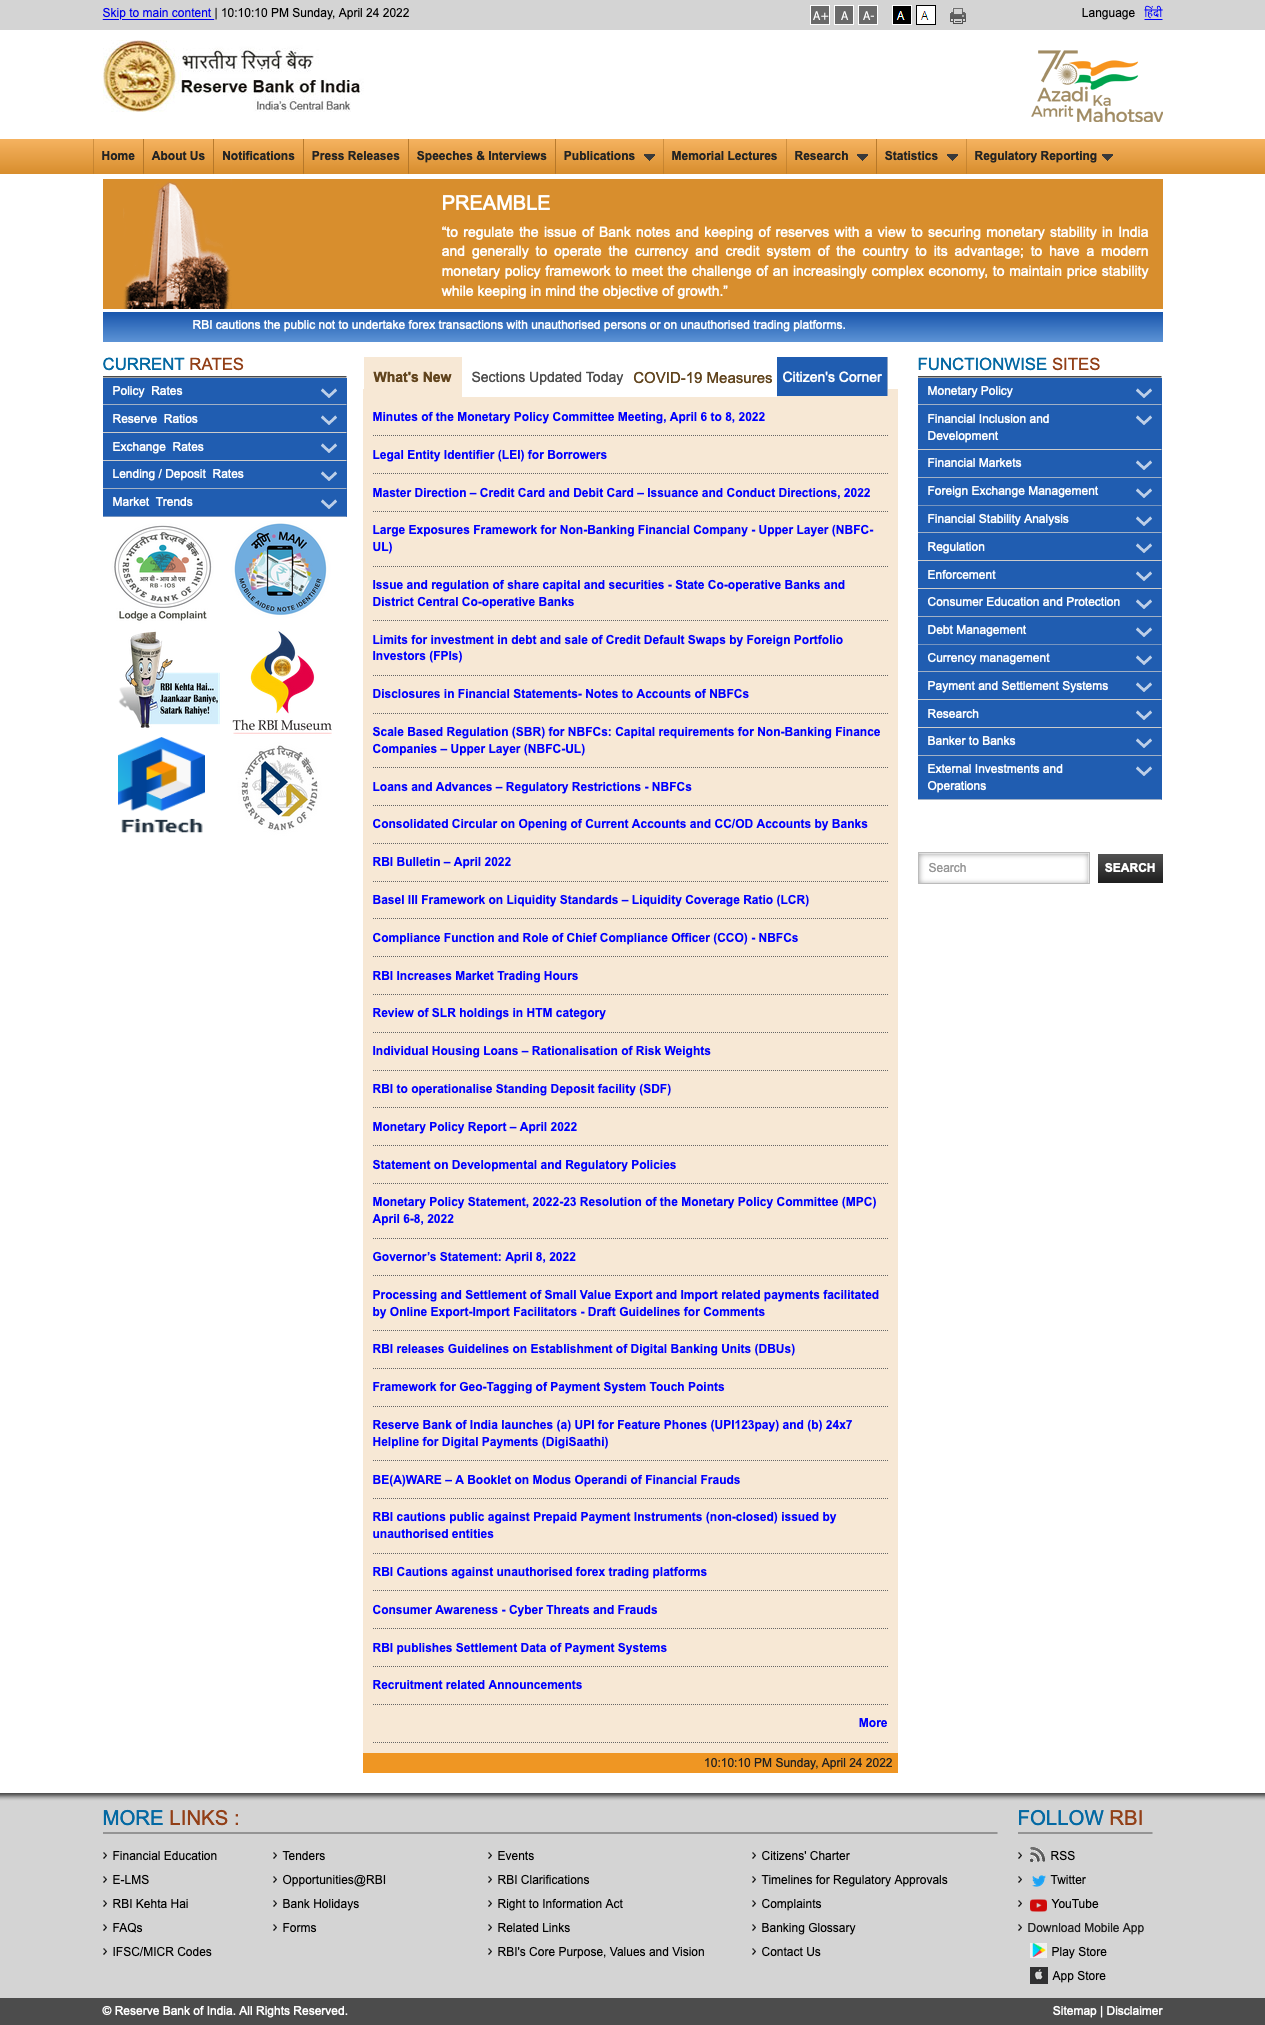 Skip to main content | 10:10:10 PM Sunday, April 24 2022
A+ A A- A A
Language हिंदी
भारतीय रिज़र्व बैंक
Reserve Bank of India
India's Central Bank
75
Azadi Ka
Amrit Mahotsav
Home About Us Notifications Press Releases Speeches & Interviews Publications Memorial Lectures Research Statistics Regulatory Reporting
PREAMBLE
“to regulate the issue of Bank notes and keeping of reserves with a view to securing monetary stability in India
and generally to operate the currency and credit system of the country to its advantage; to have a modern
monetary policy framework to meet the challenge of an increasingly complex economy, to maintain price stability
while keeping in mind the objective of growth.”
RBI cautions the public not to undertake forex transactions with unauthorised persons or on unauthorised trading platforms.
CURRENT RATES
Policy Rates
Reserve Ratios
Exchange Rates
Lending / Deposit Rates
Market Trends
भारतीय रिज़र्व बैंक
आर बी - आय ओ एस
RB - IOS
RESERVE BANK OF INDIA
Lodge a Complaint
मणि • MANI
MOBILE AIDED NOTE IDENTIFIER
RBI Kehta Hai...
Jaankaar Baniye,
Satark Rahiye!
The RBI Museum
FinTech
भारतीय रिज़र्व बैंक
RESERVE BANK OF INDIA
What's New Sections Updated Today COVID-19 Measures Citizen's Corner
Minutes of the Monetary Policy Committee Meeting, April 6 to 8, 2022
Legal Entity Identifier (LEI) for Borrowers
Master Direction – Credit Card and Debit Card – Issuance and Conduct Directions, 2022
Large Exposures Framework for Non-Banking Financial Company - Upper Layer (NBFC-
UL)
Issue and regulation of share capital and securities - State Co-operative Banks and
District Central Co-operative Banks
Limits for investment in debt and sale of Credit Default Swaps by Foreign Portfolio
Investors (FPIs)
Disclosures in Financial Statements- Notes to Accounts of NBFCs
Scale Based Regulation (SBR) for NBFCs: Capital requirements for Non-Banking Finance
Companies – Upper Layer (NBFC-UL)
Loans and Advances – Regulatory Restrictions - NBFCs
Consolidated Circular on Opening of Current Accounts and CC/OD Accounts by Banks
RBI Bulletin – April 2022
Basel III Framework on Liquidity Standards – Liquidity Coverage Ratio (LCR)
Compliance Function and Role of Chief Compliance Officer (CCO) - NBFCs
RBI Increases Market Trading Hours
Review of SLR holdings in HTM category
Individual Housing Loans – Rationalisation of Risk Weights
RBI to operationalise Standing Deposit facility (SDF)
Monetary Policy Report – April 2022
Statement on Developmental and Regulatory Policies
Monetary Policy Statement, 2022-23 Resolution of the Monetary Policy Committee (MPC)
April 6-8, 2022
Governor’s Statement: April 8, 2022
Processing and Settlement of Small Value Export and Import related payments facilitated
by Online Export-Import Facilitators - Draft Guidelines for Comments
RBI releases Guidelines on Establishment of Digital Banking Units (DBUs)
Framework for Geo-Tagging of Payment System Touch Points
Reserve Bank of India launches (a) UPI for Feature Phones (UPI123pay) and (b) 24x7
Helpline for Digital Payments (DigiSaathi)
BE(A)WARE – A Booklet on Modus Operandi of Financial Frauds
RBI cautions public against Prepaid Payment Instruments (non-closed) issued by
unauthorised entities
RBI Cautions against unauthorised forex trading platforms
Consumer Awareness - Cyber Threats and Frauds
RBI publishes Settlement Data of Payment Systems
Recruitment related Announcements
More
10:10:10 PM Sunday, April 24 2022
FUNCTIONWISE SITES
Monetary Policy
Financial Inclusion and
Development
Financial Markets
Foreign Exchange Management
Financial Stability Analysis
Regulation
Enforcement
Consumer Education and Protection
Debt Management
Currency management
Payment and Settlement Systems
Research
Banker to Banks
External Investments and
Operations
Search SEARCH
MORE LINKS :
Financial Education
E-LMS
RBI Kehta Hai
FAQs
IFSC/MICR Codes
Tenders
Opportunities@RBI
Bank Holidays
Forms
Events
RBI Clarifications
Right to Information Act
Related Links
RBI's Core Purpose, Values and Vision
Citizens' Charter
Timelines for Regulatory Approvals
Complaints
Banking Glossary
Contact Us
FOLLOW RBI
RSS
Twitter
YouTube
Download Mobile App
Play Store
App Store
© Reserve Bank of India. All Rights Reserved.
Sitemap | Disclaimer